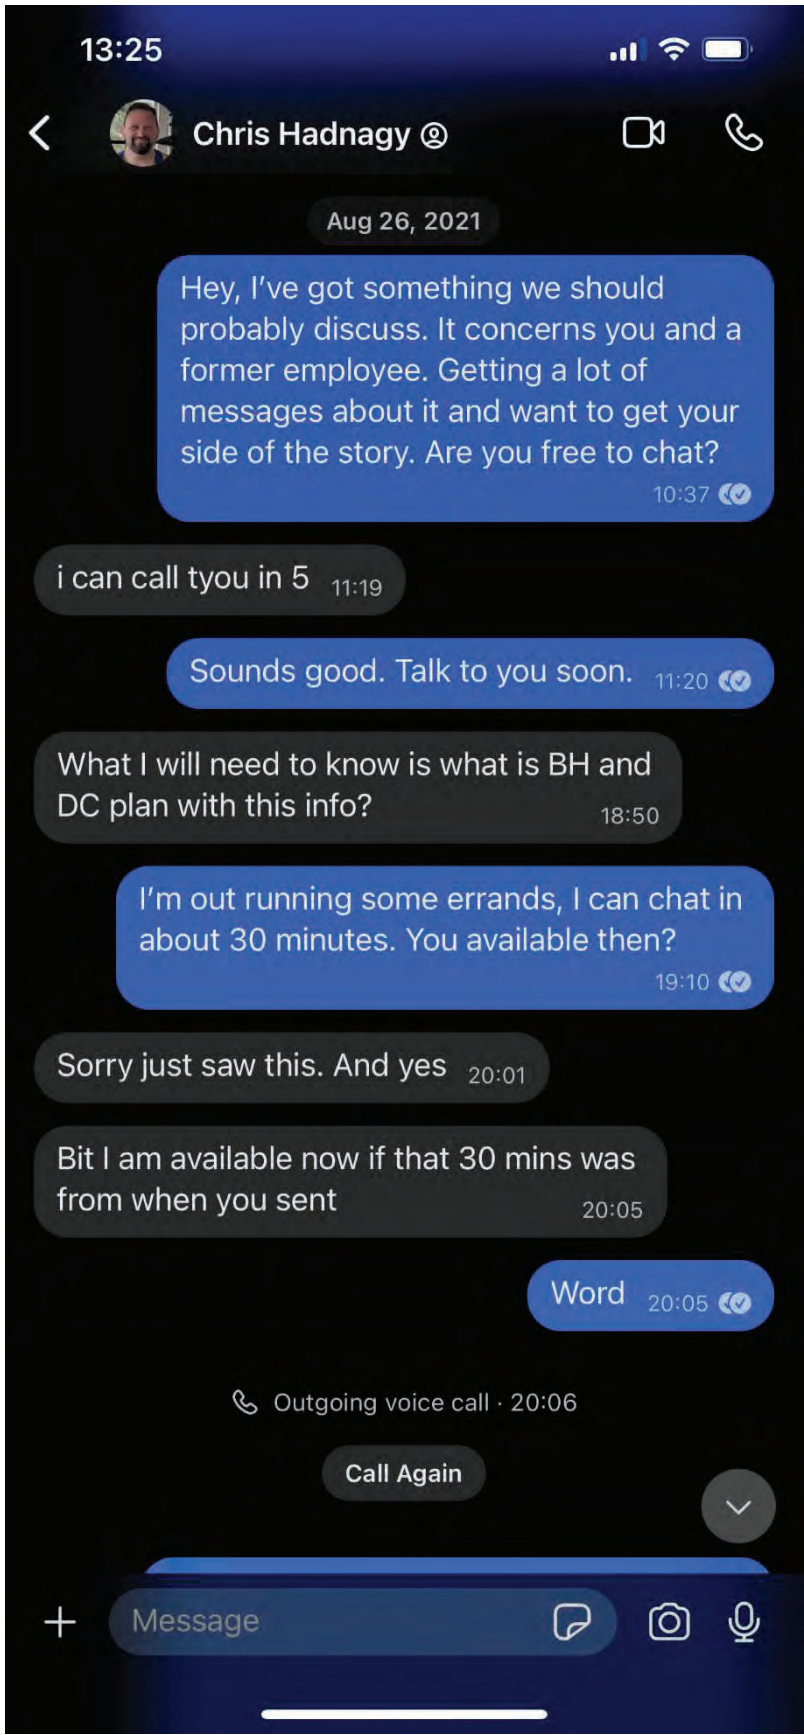 13:25
Chris Hadnagy
Aug 26, 2021
Hey, I've got something we should
probably discuss. It concerns you and a
former employee. Getting a lot of
messages about it and want to get your
side of the story. Are you free to chat?
10:37
i can call tyou in 5 11:19
Sounds good. Talk to you soon. 11:20
What I will need to know is what is BH and
DC plan with this info? 18:50
I'm out running some errands, I can chat in
about 30 minutes. You available then?
19:10
Sorry just saw this. And yes 20:01
Bit I am available now if that 30 mins was
from when you sent 20:05
Word 20:05
Outgoing voice call · 20:06
Call Again
Message